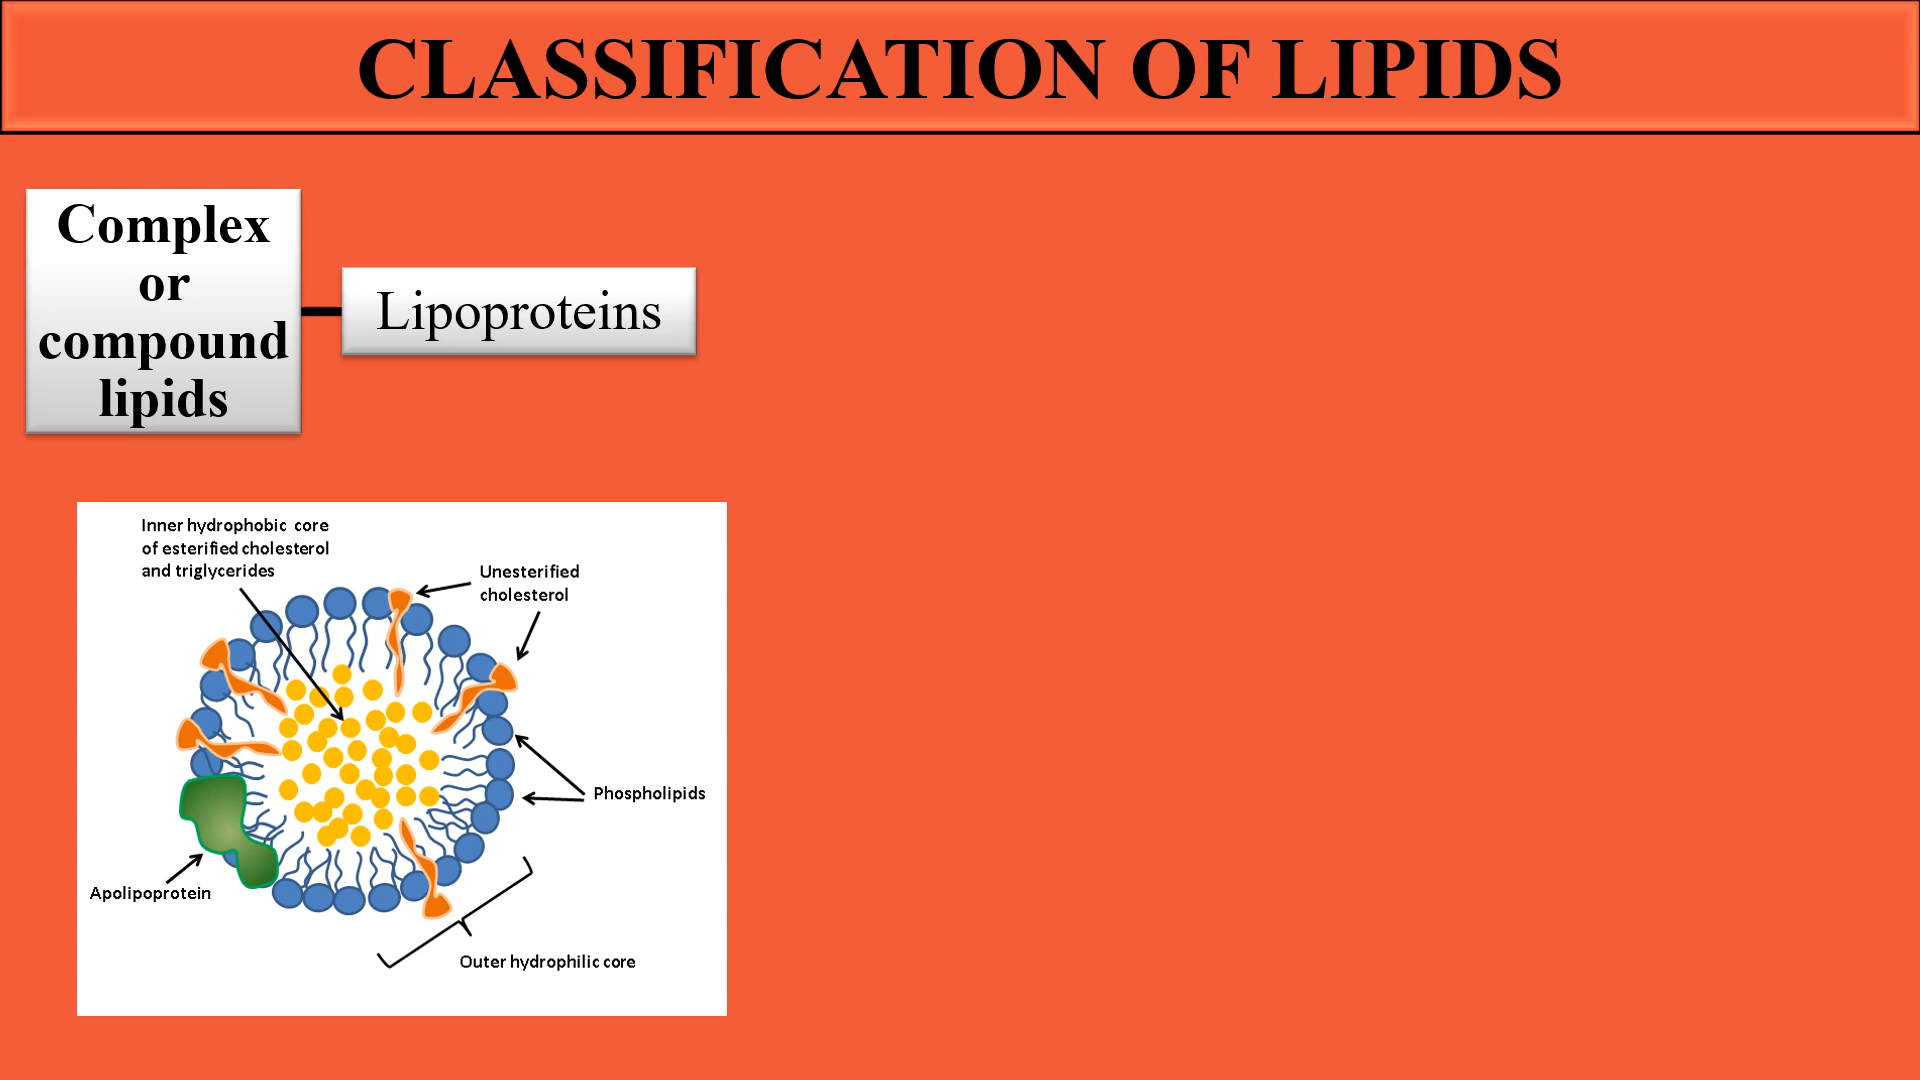 CLASSIFICATION OF LIPIDS
Complex
or
compound
lipids
Lipoproteins
Inner hydrophobic core
of esterified cholesterol
and triglycerides
Unesterified
cholesterol
Phospholipids
Apolipoprotein
Outer hydrophilic core